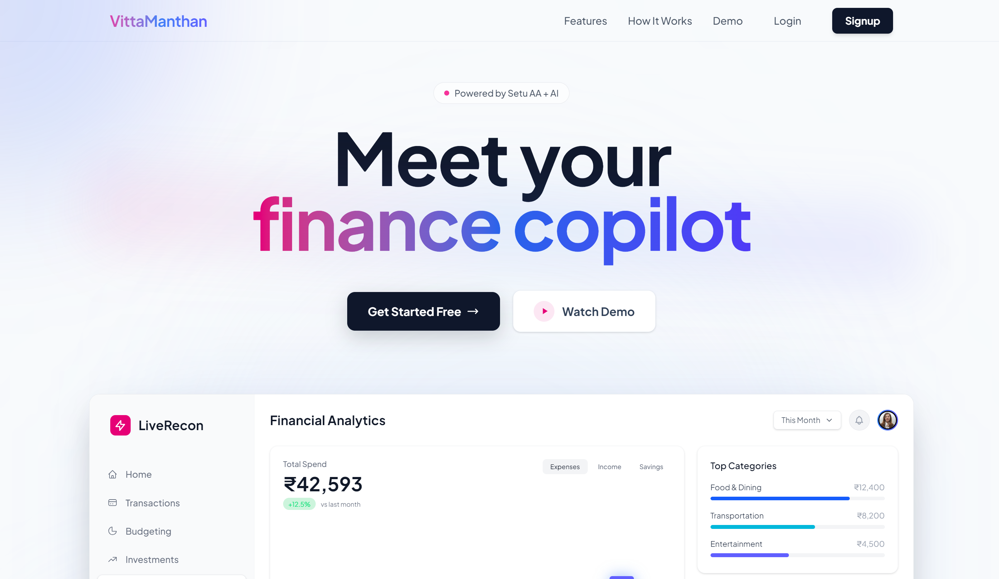 VittaManthan
Features How It Works Demo Login Signup
Powered by Setu AA + AI
Meet your
finance copilot
Get Started Free →
Watch Demo
LiveRecon
Home
Transactions
Budgeting
Investments
Financial Analytics
This Month
Total Spend
₹42,593
+12.5% vs last month
Expenses Income Savings
Top Categories
Food & Dining ₹12,400
Transportation ₹8,200
Entertainment ₹4,500